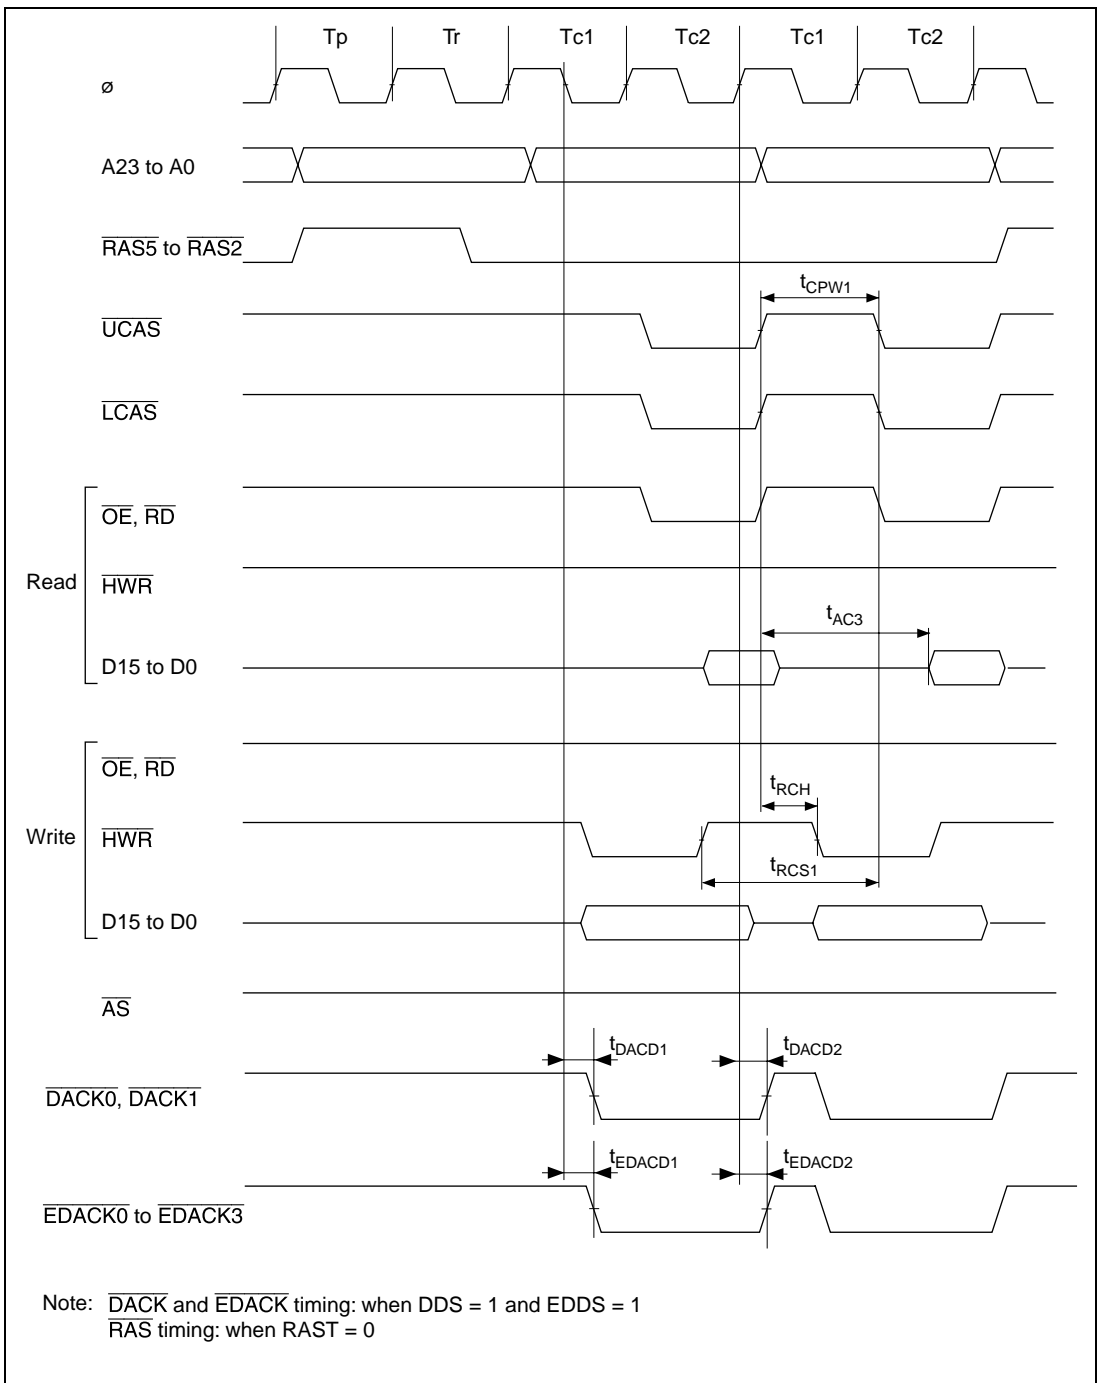 Tp Tr Tc1 Tc2 Tc1 Tc2
ø
A23 to A0
RAS5 to RAS2
tCPW1
UCAS
LCAS
OE, RD
Read
HWR
tAC3
D15 to D0
OE, RD
tRCH
Write
HWR
tRCS1
D15 to D0
AS
tDACD1 tDACD2
DACK0, DACK1
tEDACD1 tEDACD2
EDACK0 to EDACK3
Note: DACK and EDACK timing: when DDS = 1 and EDDS = 1
RAS timing: when RAST = 0